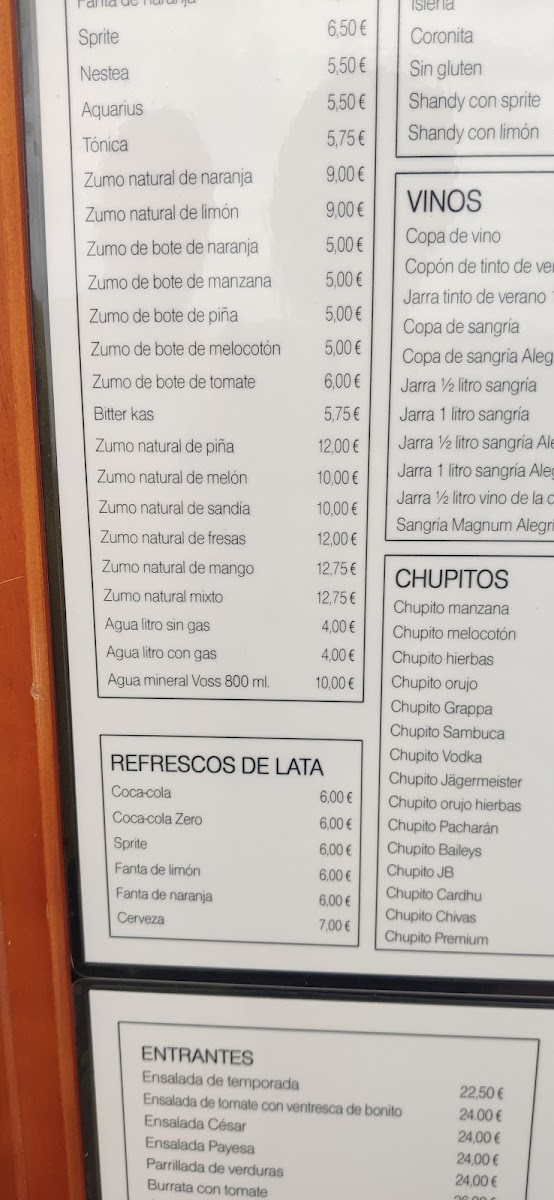 Fanta de naranja
Sprite 6,50 €
Nestea 5,50 €
Aquarius 5,50 €
Tónica 5,75 €
Zumo natural de naranja 9,00 €
Zumo natural de limón 9,00 €
Zumo de bote de naranja 5,00 €
Zumo de bote de manzana 5,00 €
Zumo de bote de piña 5,00 €
Zumo de bote de melocotón 5,00 €
Zumo de bote de tomate 6,00 €
Bitter kas 5,75 €
Zumo natural de piña 12,00 €
Zumo natural de melón 10,00 €
Zumo natural de sandía 10,00 €
Zumo natural de fresas 12,00 €
Zumo natural de mango 12,75 €
Zumo natural mixto 12,75 €
Agua litro sin gas 4,00 €
Agua litro con gas 4,00 €
Agua mineral Voss 800 ml. 10,00 €
REFRESCOS DE LATA
Coca-cola 6,00 €
Coca-cola Zero 6,00 €
Sprite 6,00 €
Fanta de limón 6,00 €
Fanta de naranja 6,00 €
Cerveza 7,00 €
Isleña
Coronita
Sin gluten
Shandy con sprite
Shandy con limón
VINOS
Copa de vino
Copón de tinto de ve
Jarra tinto de verano
Copa de sangría
Copa de sangría Aleg
Jarra ½ litro sangría
Jarra 1 litro sangría
Jarra ½ litro sangría Ale
Jarra 1 litro sangría Aleg
Jarra ½ litro vino de la c
Sangría Magnum Alegri
CHUPITOS
Chupito manzana
Chupito melocotón
Chupito hierbas
Chupito orujo
Chupito Grappa
Chupito Sambuca
Chupito Vodka
Chupito Jägermeister
Chupito orujo hierbas
Chupito Pacharán
Chupito Baileys
Chupito JB
Chupito Cardhu
Chupito Chivas
Chupito Premium
ENTRANTES
Ensalada de temporada 22,50 €
Ensalada de tomate con ventresca de bonito 24,00 €
Ensalada César 24,00 €
Ensalada Payesa 24,00 €
Parrillada de verduras 24,00 €
Burrata con tomate